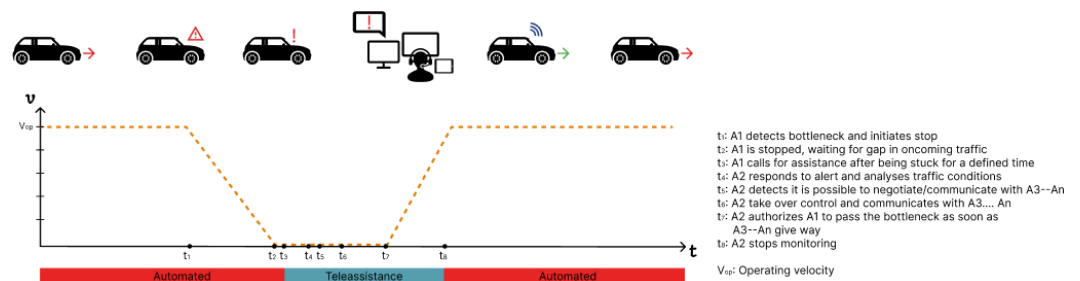 !
!
!
v
Vop
t
t₁
t₂
t₃
t₄
t₅
t₆
t₇
t₈
Automated
Teleassistance
Automated
t₁: A1 detects bottleneck and initiates stop
t₂: A1 is stopped, waiting for gap in oncoming traffic
t₃: A1 calls for assistance after being stuck for a defined time
t₄: A2 responds to alert and analyses traffic conditions
t₅: A2 detects it is possible to negotiate/communicate with A3--An
t₆: A2 take over control and communicates with A3.... An
t₇: A2 authorizes A1 to pass the bottleneck as soon as
A3--An give way
t₈: A2 stops monitoring
Vop: Operating velocity